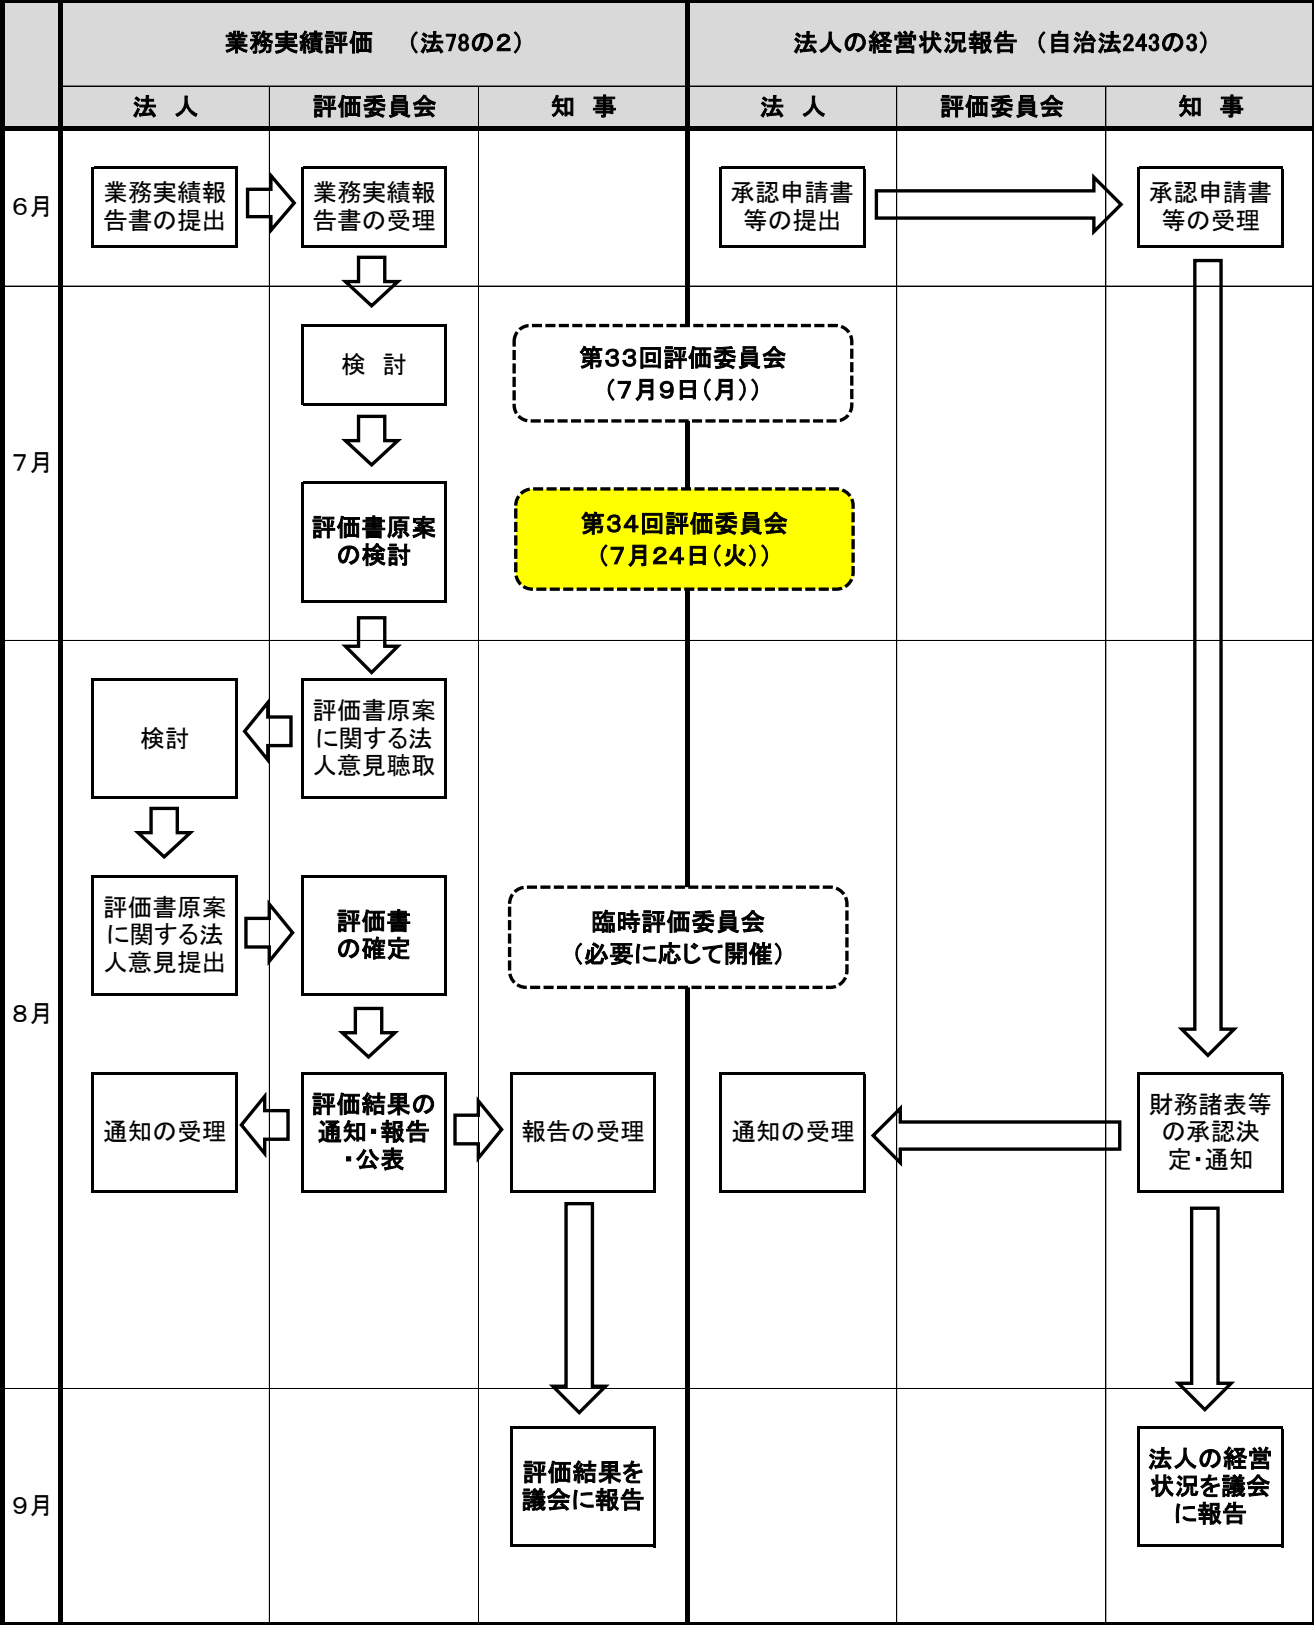 業務実績評価　（法78の２）
法人の経営状況報告（自治法243の3）
法　人
評価委員会
知　事
法　人
評価委員会
知　事
６月
業務実績報
告書の提出
業務実績報
告書の受理
承認申請書
等の提出
承認申請書
等の受理
７月
検　討
第３３回評価委員会
（７月９日（月））
評価書原案
の検討
第３４回評価委員会
（７月２４日（火））
８月
検討
評価書原案
に関する法
人意見聴取
評価書原案
に関する法
人意見提出
評価書
の確定
臨時評価委員会
（必要に応じて開催）
通知の受理
評価結果の
通知・報告
・公表
報告の受理
通知の受理
財務諸表等
の承認決
定・通知
９月
評価結果を
議会に報告
法人の経営
状況を議会
に報告